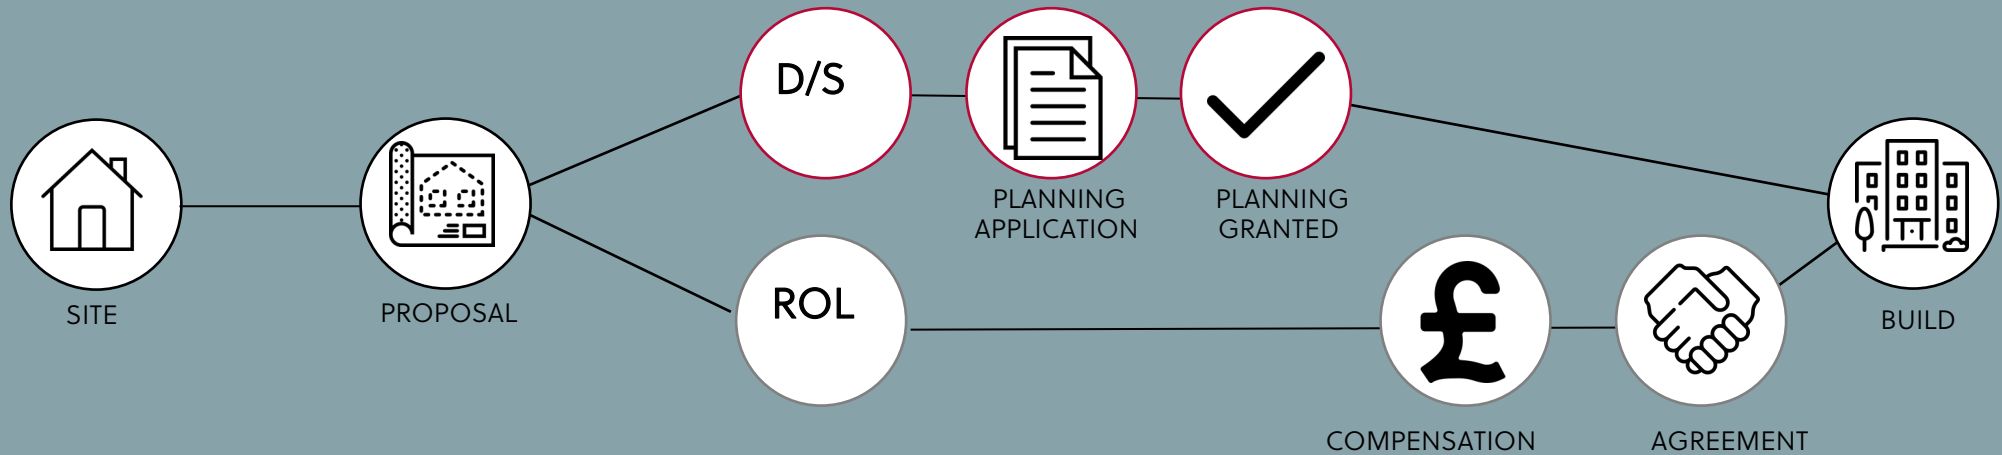 SITE
PROPOSAL
D/S
PLANNING
APPLICATION
PLANNING
GRANTED
ROL
COMPENSATION
AGREEMENT
BUILD